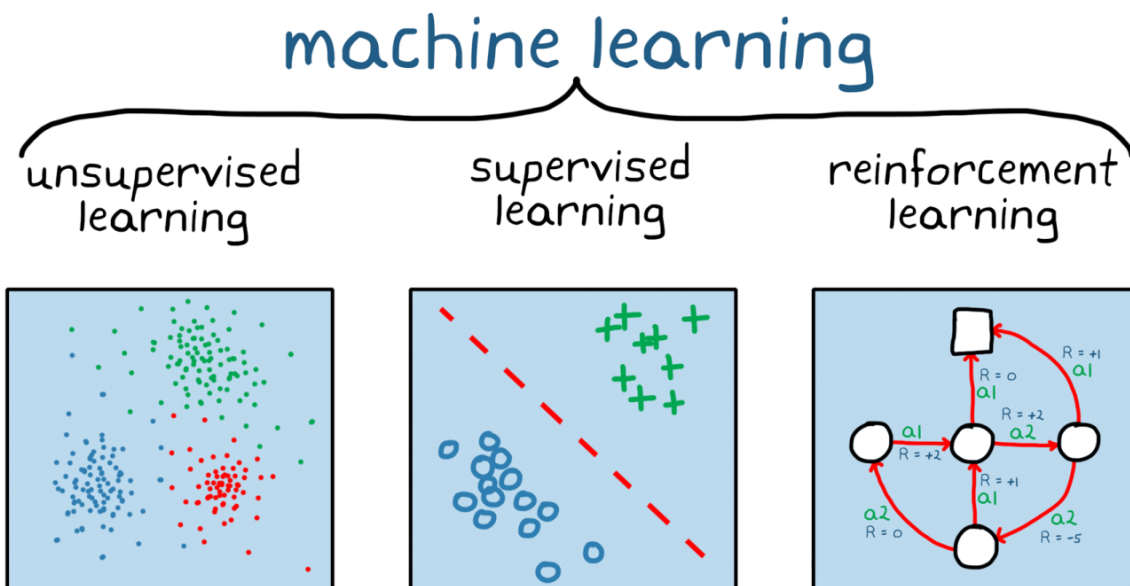 machine learning
unsupervised
learning
supervised
learning
reinforcement
learning
R = +1
a1
R = 0
a1
R = +2
a2
a1
R = +2
R = +1
a1
a2
R = 0
a2
R = -5